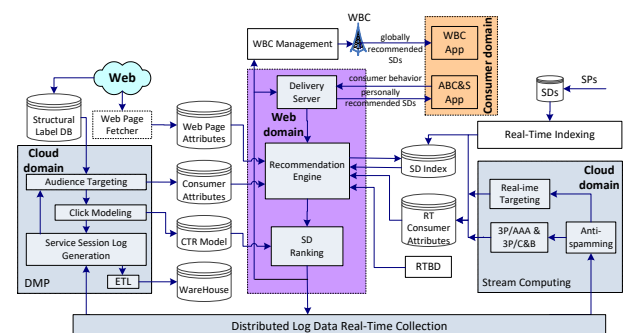 WBC
WBC Management
globally
recommended
SDs
WBC
App
Consumer domain
Web
consumer behavior
Delivery
Server
personally
recommended SDs
ABC&S
App
SDs
SPs
Structural
Label DB
Web Page
Fetcher
Web Page
Attributes
Web
domain
Real-Time Indexing
Cloud
domain
Audience Targeting
Consumer
Attributes
Recommendation
Engine
SD Index
Cloud
domain
Real-ime
Targeting
Click Modeling
CTR Model
RT
Consumer
Attributes
3P/AAA &
3P/C&B
Anti-
spamming
Service Session Log
Generation
SD
Ranking
RTBD
DMP
ETL
WareHouse
Stream Computing
Distributed Log Data Real-Time Collection